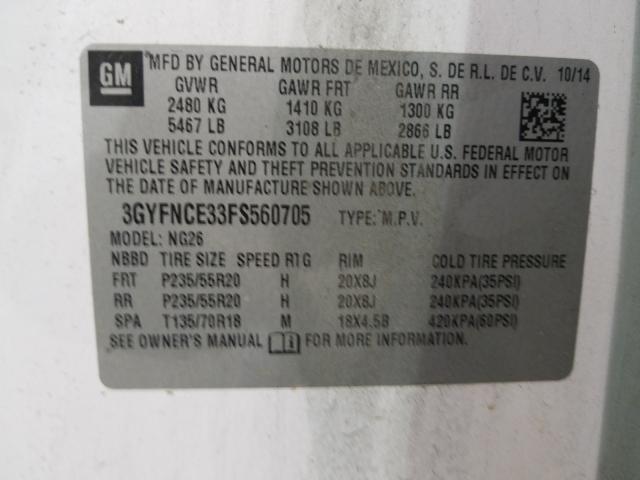 GM MFD BY GENERAL MOTORS DE MEXICO, S. DE R.L. DE C.V. 10/14
GVWR GAWR FRT GAWR RR
2480 KG 1410 KG 1300 KG
5467 LB 3108 LB 2866 LB
THIS VEHICLE CONFORMS TO ALL APPLICABLE U.S. FEDERAL MOTOR
VEHICLE SAFETY AND THEFT PREVENTION STANDARDS IN EFFECT ON
THE DATE OF MANUFACTURE SHOWN ABOVE.
3GYFNCE33FS560705 TYPE: M.P.V.
MODEL: NG26
NBBD TIRE SIZE SPEED RTG RIM COLD TIRE PRESSURE
FRT P235/55R20 H 20X8J 240KPA(35PSI)
RR P235/55R20 H 20X8J 240KPA(35PSI)
SPA T135/70R18 M 18X4.5B 420KPA(60PSI)
SEE OWNER'S MANUAL FOR MORE INFORMATION.